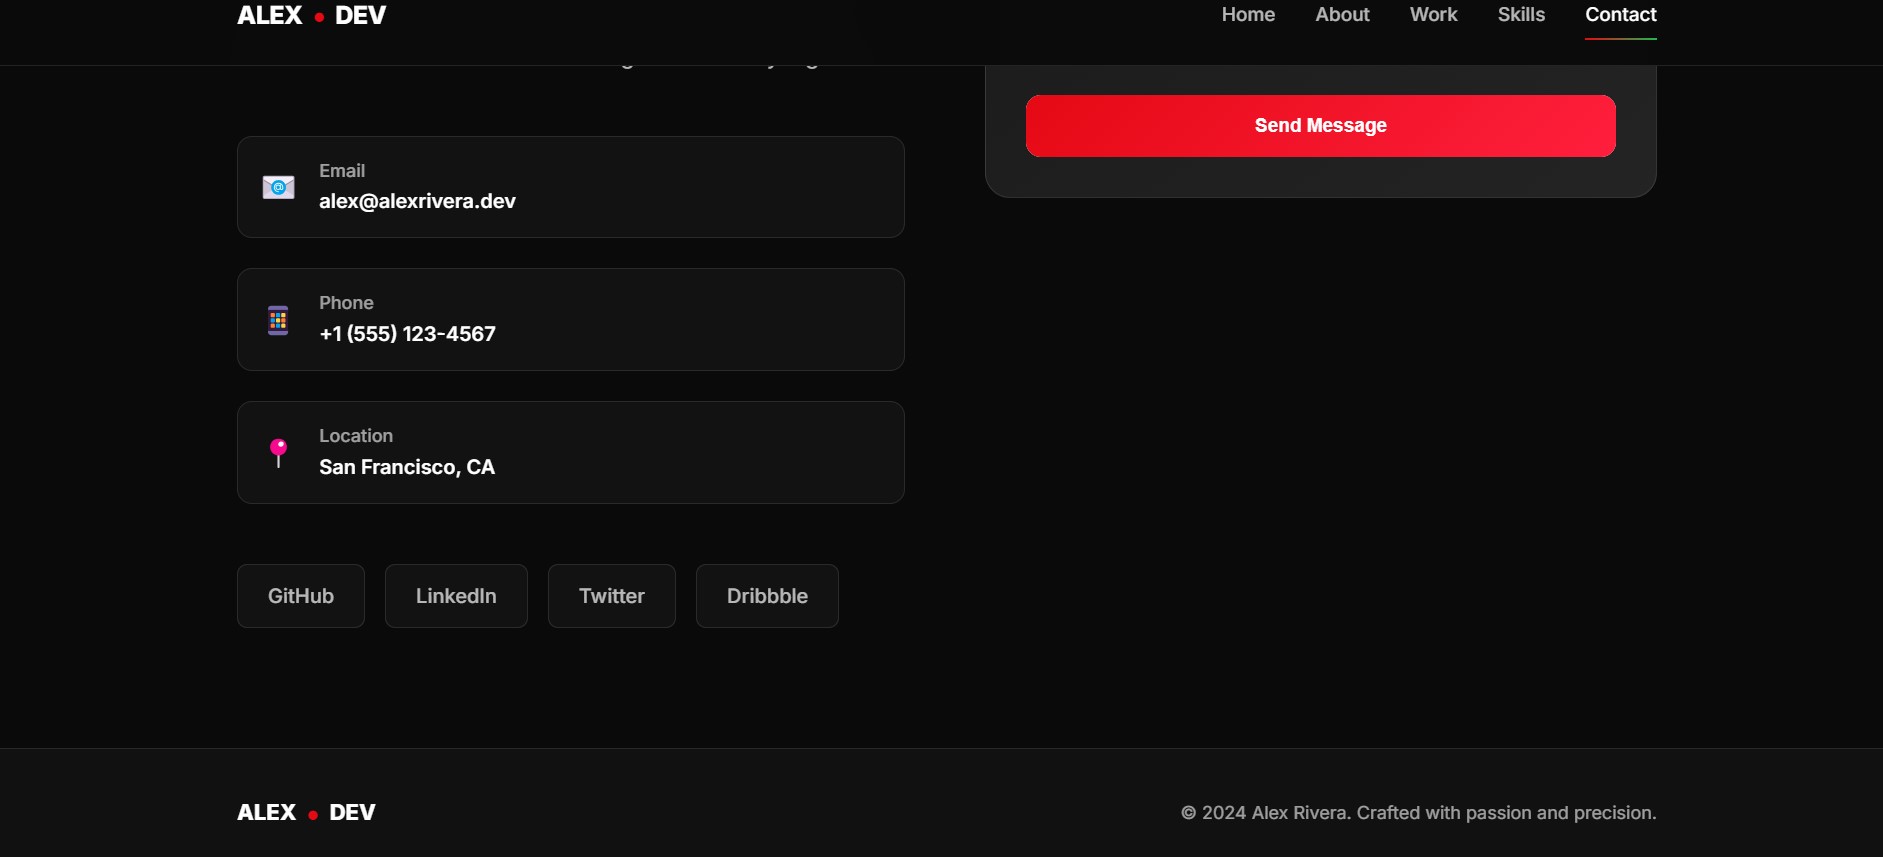 ALEX • DEV
Home About Work Skills Contact
Send Message
Email
alex@alexrivera.dev
Phone
+1 (555) 123-4567
Location
San Francisco, CA
GitHub LinkedIn Twitter Dribbble
ALEX • DEV
© 2024 Alex Rivera. Crafted with passion and precision.